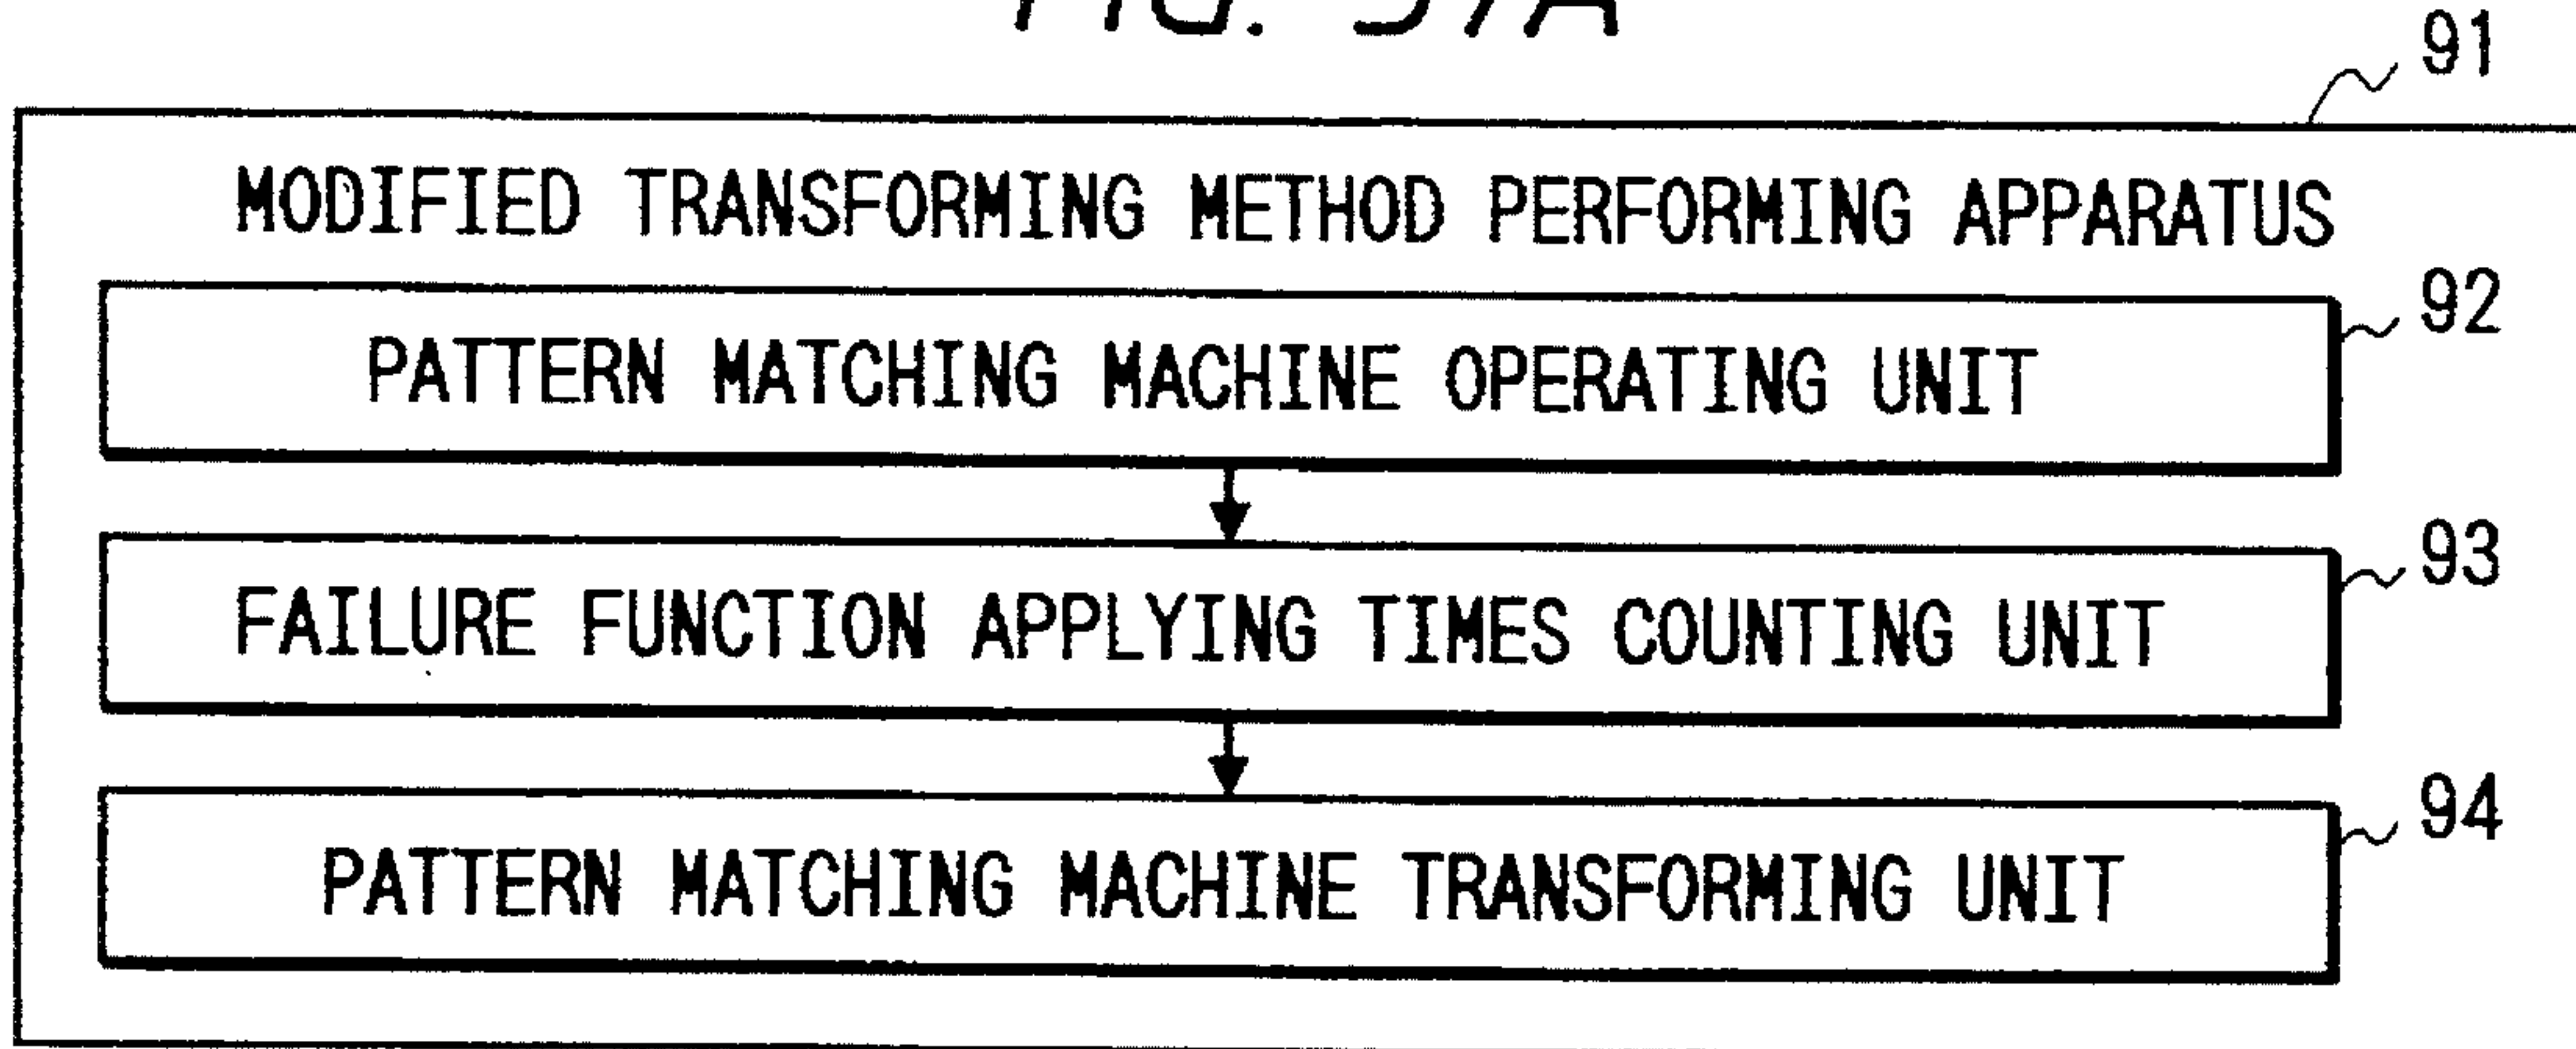 FIG.
91
MODIFIED TRANSFORMING METHOD PERFORMING APPARATUS
92
PATTERN MATCHING MACHINE OPERATING UNIT
93
FAILURE FUNCTION APPLYING TIMES COUNTING UNIT
94
PATTERN MATCHING MACHINE TRANSFORMING UNIT